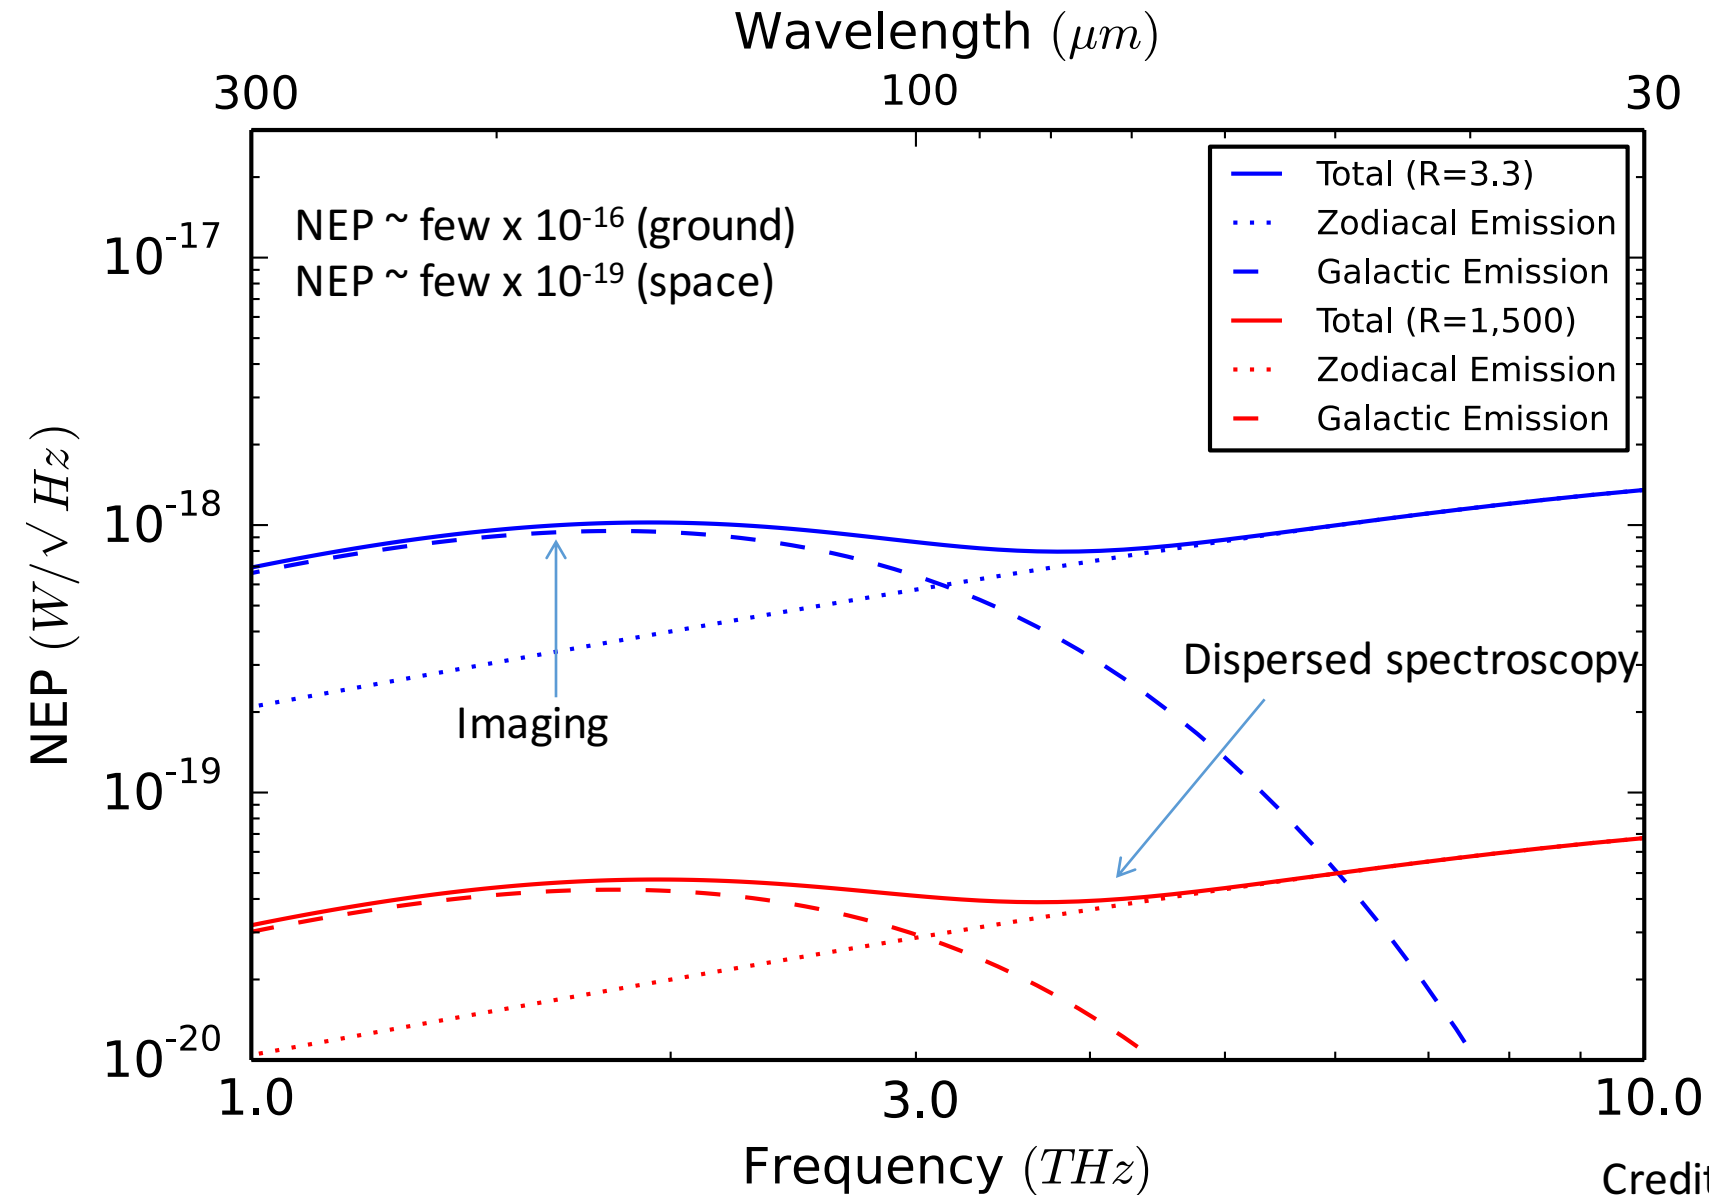 Wavelength (μm)
300 100 30
Total (R=3.3)
Zodiacal Emission
Galactic Emission
Total (R=1,500)
Zodiacal Emission
Galactic Emission
NEP ~ few x 10⁻¹⁶ (ground)
NEP ~ few x 10⁻¹⁹ (space)
NEP (W/√Hz)
10⁻¹⁷
10⁻¹⁸
10⁻¹⁹
10⁻²⁰
Imaging
Dispersed spectroscopy
1.0 3.0 10.0
Frequency (THz)
Credit